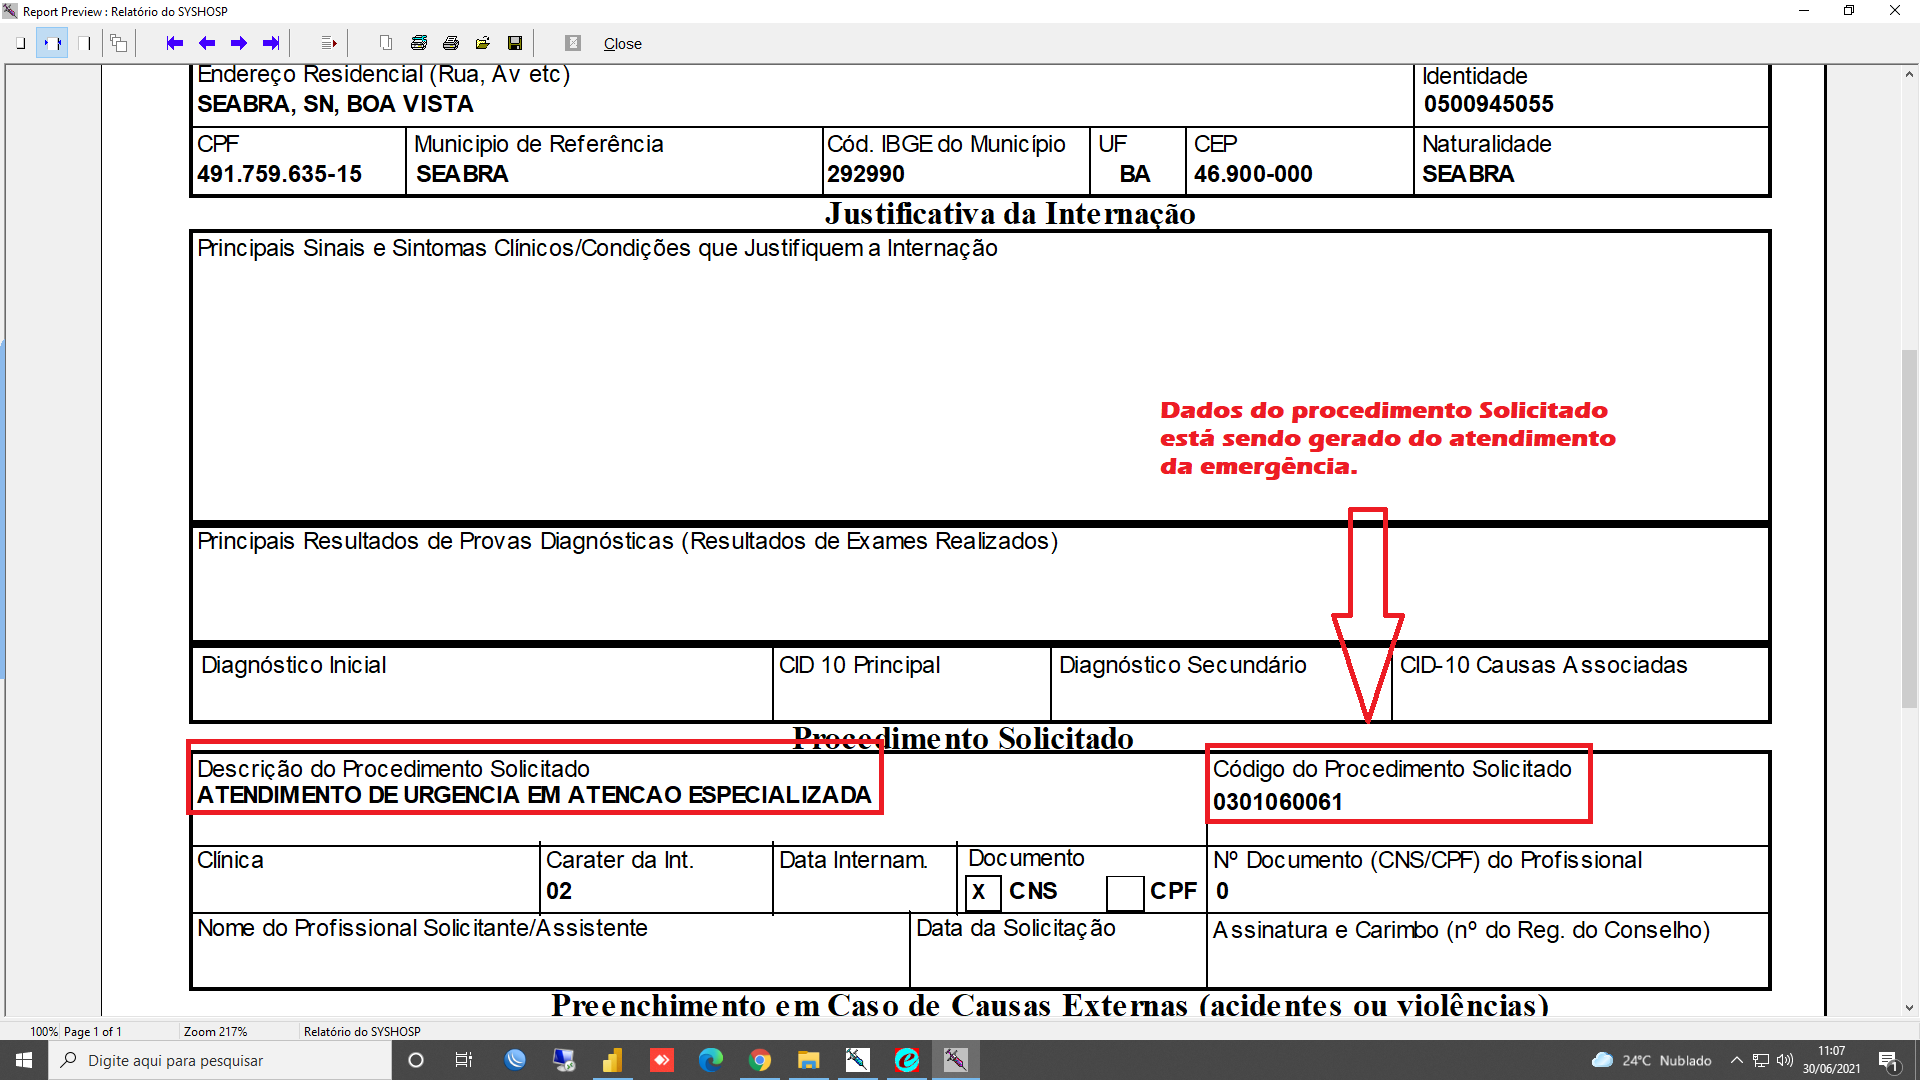 Report Preview : Relatório do SYSHOSP
Close
Endereço Residencial (Rua, Av etc)
Identidade
SEABRA, SN, BOA VISTA
0500945055
CPF
Municipio de Referência
Cód. IBGE do Município
UF
CEP
Naturalidade
491.759.635-15
SEABRA
292990
BA
46.900-000
SEABRA
Justificativa da Internação
Principais Sinais e Sintomas Clínicos/Condições que Justifiquem a Internação
Dados do procedimento Solicitado
está sendo gerado do atendimento
da emergência.
Principais Resultados de Provas Diagnósticas (Resultados de Exames Realizados)
Diagnóstico Inicial
CID 10 Principal
Diagnóstico Secundário
CID-10 Causas Associadas
Procedimento Solicitado
Descrição do Procedimento Solicitado
Código do Procedimento Solicitado
ATENDIMENTO DE URGENCIA EM ATENCAO ESPECIALIZADA
0301060061
Clínica
Carater da Int.
Data Internam.
Documento
Nº Documento (CNS/CPF) do Profissional
02
X CNS
CPF
0
Nome do Profissional Solicitante/Assistente
Data da Solicitação
Assinatura e Carimbo (nº do Reg. do Conselho)
Preenchimento em Caso de Causas Externas (acidentes ou violências)
100%
Page 1 of 1
Zoom 217%
Relatório do SYSHOSP
Digite aqui para pesquisar
24°C Nublado
11:07
30/06/2021
1